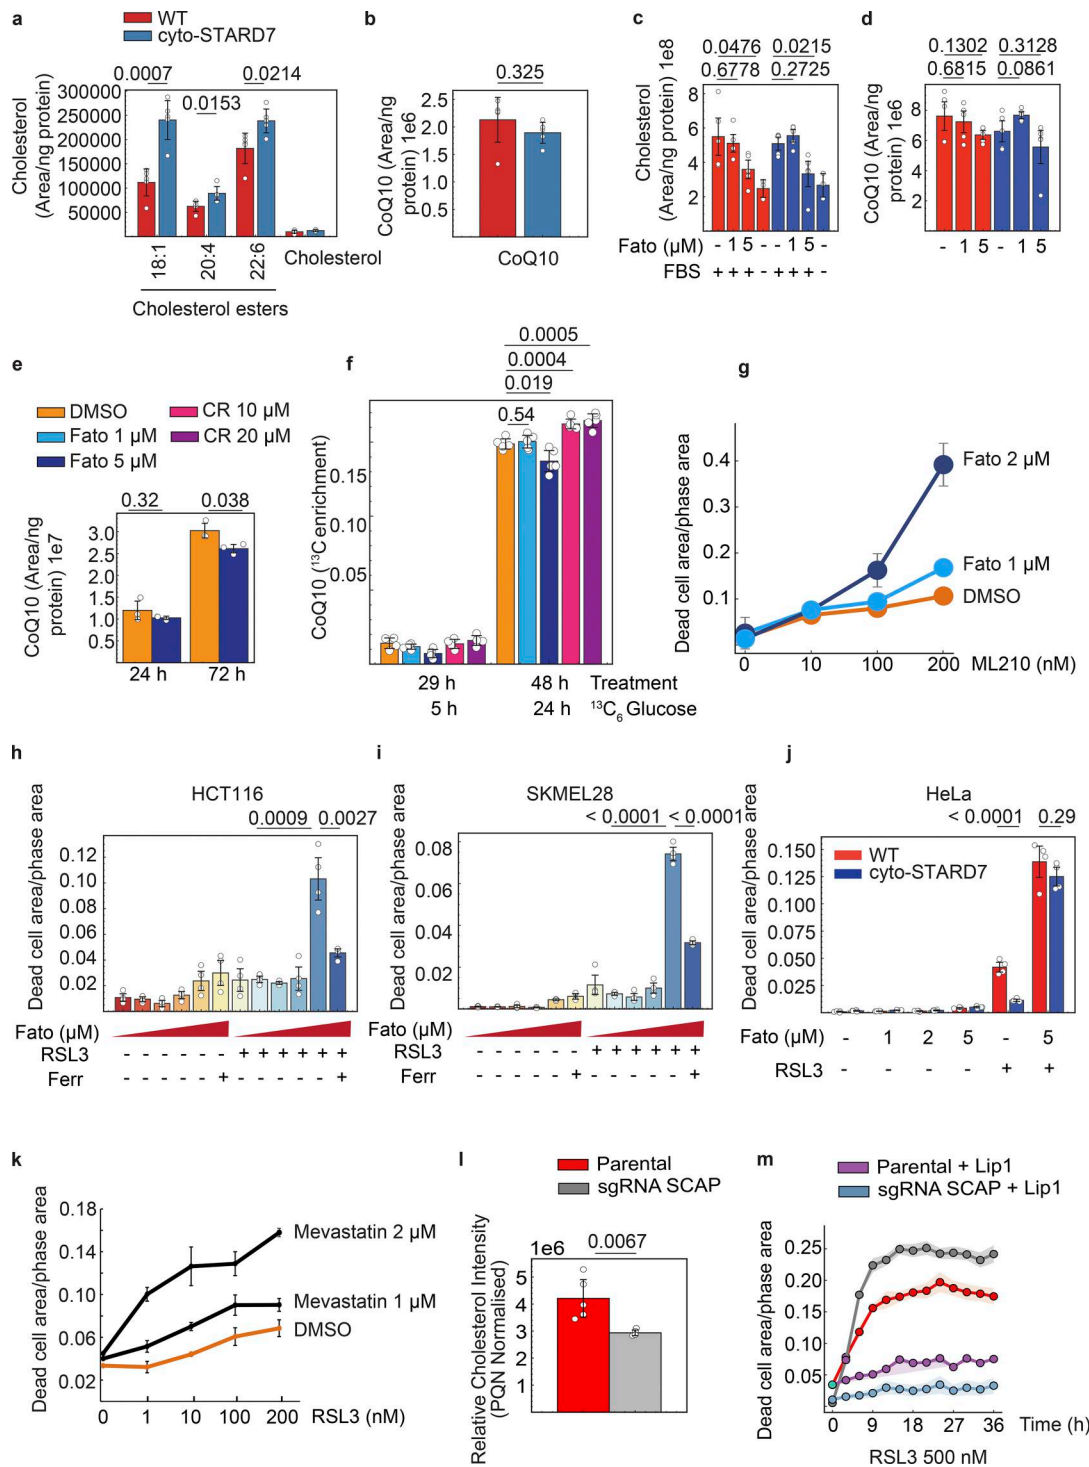 a
WT
cyto-STARD7
0.0007
0.0214
0.0153
Cholesterol
(Area/ng protein)
300000
250000
200000
150000
100000
50000
18:1
20:4
22:6
Cholesterol
Cholesterol esters
b
0.325
CoQ10 (Area/ng
protein) 1e6
2.5
2.0
1.5
1.0
0.5
CoQ10
c
0.0476
0.0215
0.6778
0.2725
Cholesterol
(Area/ng protein) 1e8
8
6
4
2
Fato (µM)
- 1 5 - - 1 5 -
FBS
+ + + - + + + -
d
0.1302
0.3128
0.6815
0.0861
CoQ10 (Area/ng
protein) 1e6
8
6
4
2
- 1 5 - 1 5
e
DMSO
Fato 1 µM
Fato 5 µM
CR 10 µM
CR 20 µM
0.32
0.038
CoQ10 (Area/ng
protein) 1e7
3.0
2.5
2.0
1.5
1.0
0.5
24 h
72 h
f
0.0005
0.0004
0.019
0.54
CoQ10 (¹³C enrichment)
0.15
0.10
0.05
29 h
48 h
Treatment
5 h
24 h
¹³C₆ Glucose
g
Dead cell area/phase area
0.4
0.2
0.1
Fato 2 µM
Fato 1 µM
DMSO
0 10 100 200 ML210 (nM)
h
HCT116
0.0009
0.0027
Dead cell area/phase area
0.12
0.10
0.08
0.06
0.04
0.02
Fato (µM)
RSL3
- - - - - - + + + + + +
Ferr
- - - - - + - - - - - +
i
SKMEL28
< 0.0001
<0.0001
Dead cell area/phase area
0.08
0.06
0.04
0.02
Fato (µM)
RSL3
- - - - - - + + + + + +
Ferr
- - - - - + - - - - - +
j
HeLa
< 0.0001
0.29
WT
cyto-STARD7
Dead cell area/phase area
0.150
0.125
0.100
0.075
0.050
0.025
0.000
Fato (µM)
- 1 2 5 - 5
RSL3
- - - - + +
k
Dead cell area/phase area
0.18
0.14
0.10
0.06
0.02
Mevastatin 2 µM
Mevastatin 1 µM
DMSO
0 1 10 100 200 RSL3 (nM)
l
Parental
sgRNA SCAP
0.0067
1e6
Relative Cholesterol Intensity
(PQN Normalised)
5
4
3
2
1
m
Parental + Lip1
sgRNA SCAP + Lip1
Dead cell area/phase area
0.25
0.20
0.15
0.10
0.05
0 9 18 27 36 Time (h)
RSL3 500 nM